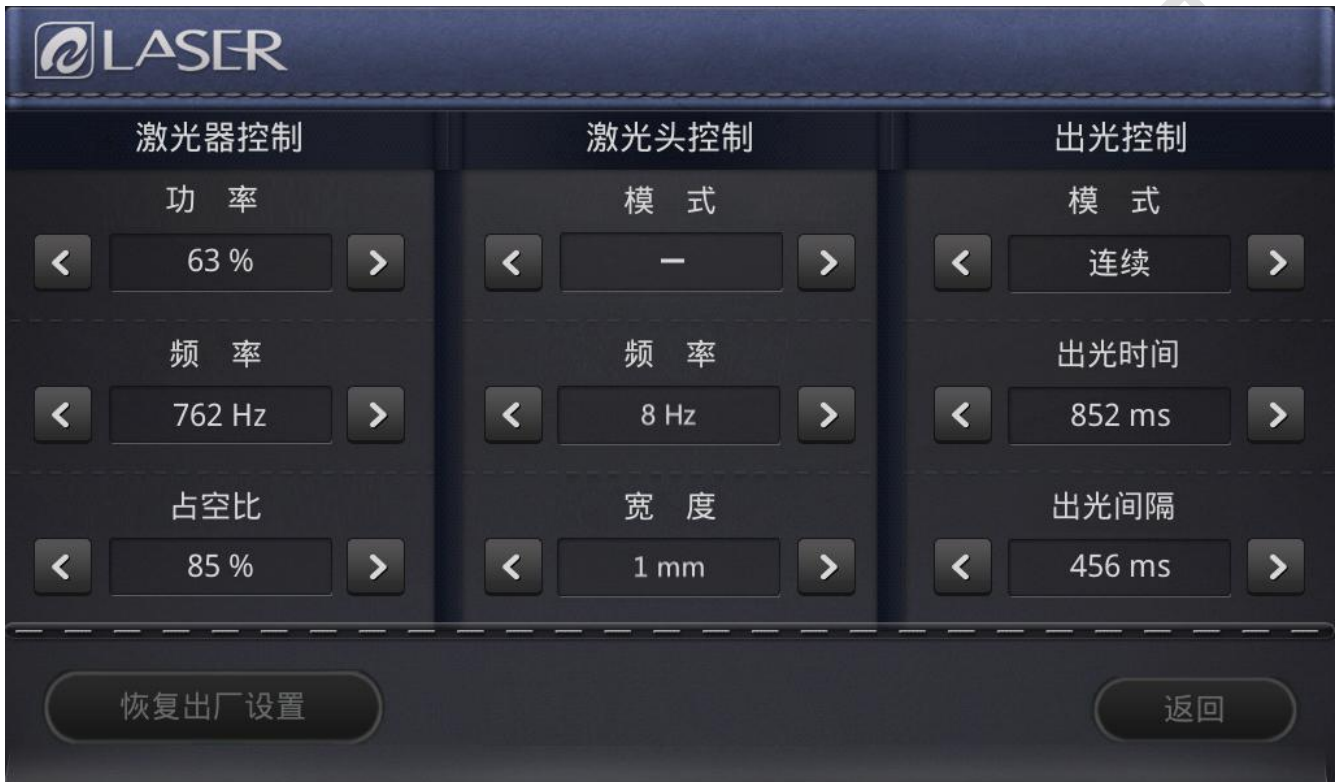 LASER
激光器控制 激光头控制 出光控制
功 率 模 式 模 式
63 % — 连续
频 率 频 率 出光时间
762 Hz 8 Hz 852 ms
占空比 宽 度 出光间隔
85 % 1 mm 456 ms
恢复出厂设置 返回